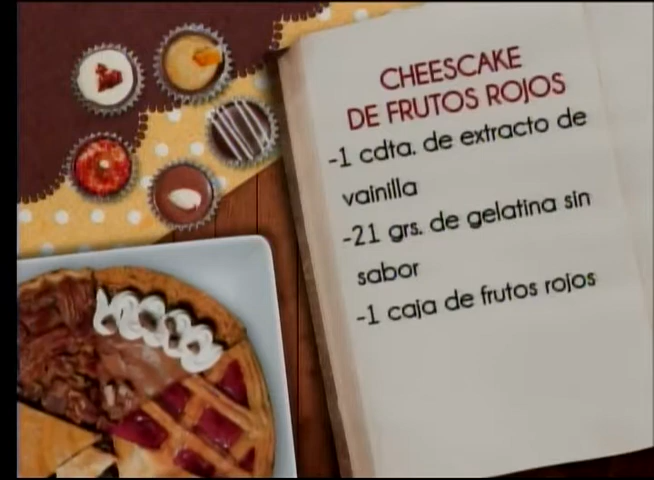 CHEESCAKE
DE FRUTOS ROJOS
-1 cdta. de extracto de
vainilla
-21 grs. de gelatina sin
sabor
-1 caja de frutos rojos